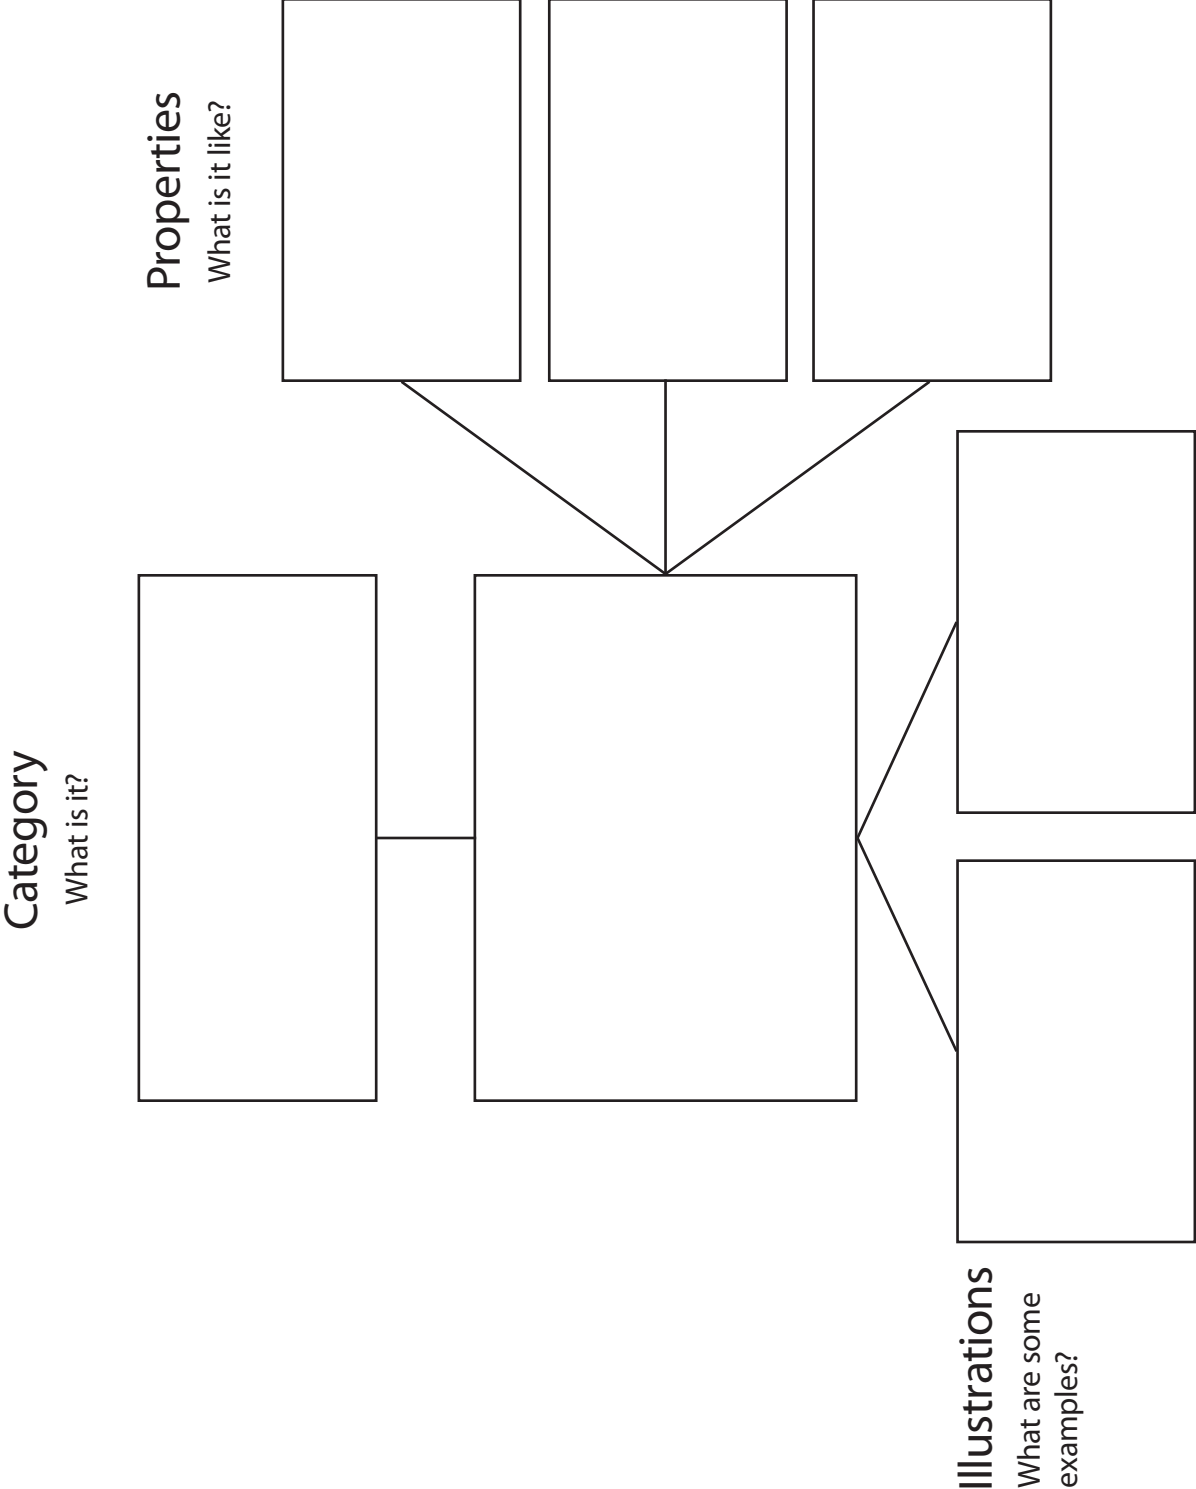 Category
What is it?
Properties
What is it like?
Illustrations
What are some
examples?